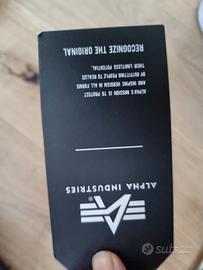 ALPHA INDUSTRIES
ALPHA MISSION IS TO PROTECT
AND INSPIRE HEROISM IN ALL FORMS
BY OUTFITTING PEOPLE TO REALIZE
THEIR LIMITLESS POTENTIAL.
RECOGNIZE THE ORIGINAL
subito